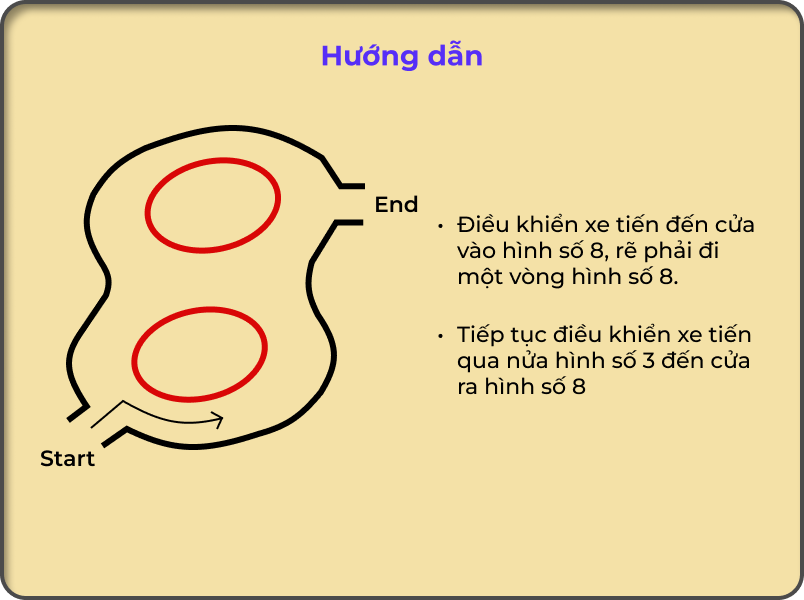 Hướng dẫn
End
• Điều khiển xe tiến đến cửa
vào hình số 8, rẽ phải đi
một vòng hình số 8.
• Tiếp tục điều khiển xe tiến
qua nửa hình số 3 đến cửa
ra hình số 8
Start